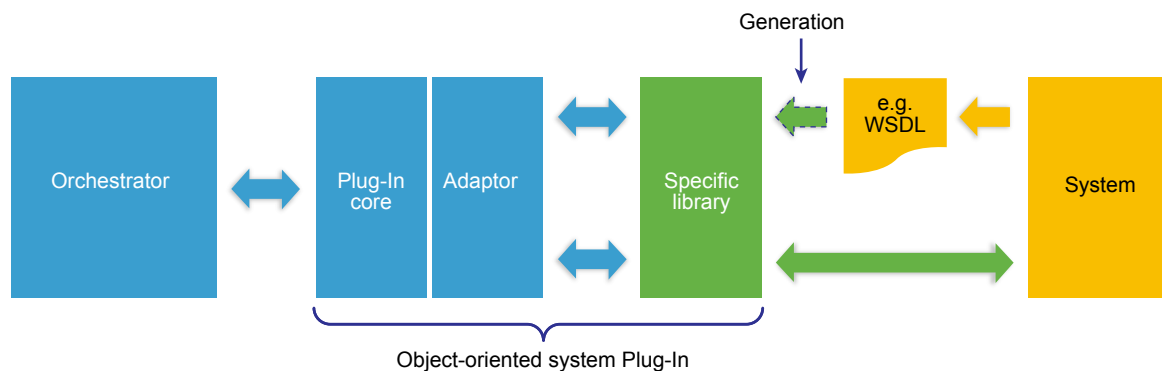 Generation
Orchestrator
Plug-In
core
Adaptor
Specific
library
e.g.
WSDL
System
Object-oriented system Plug-In